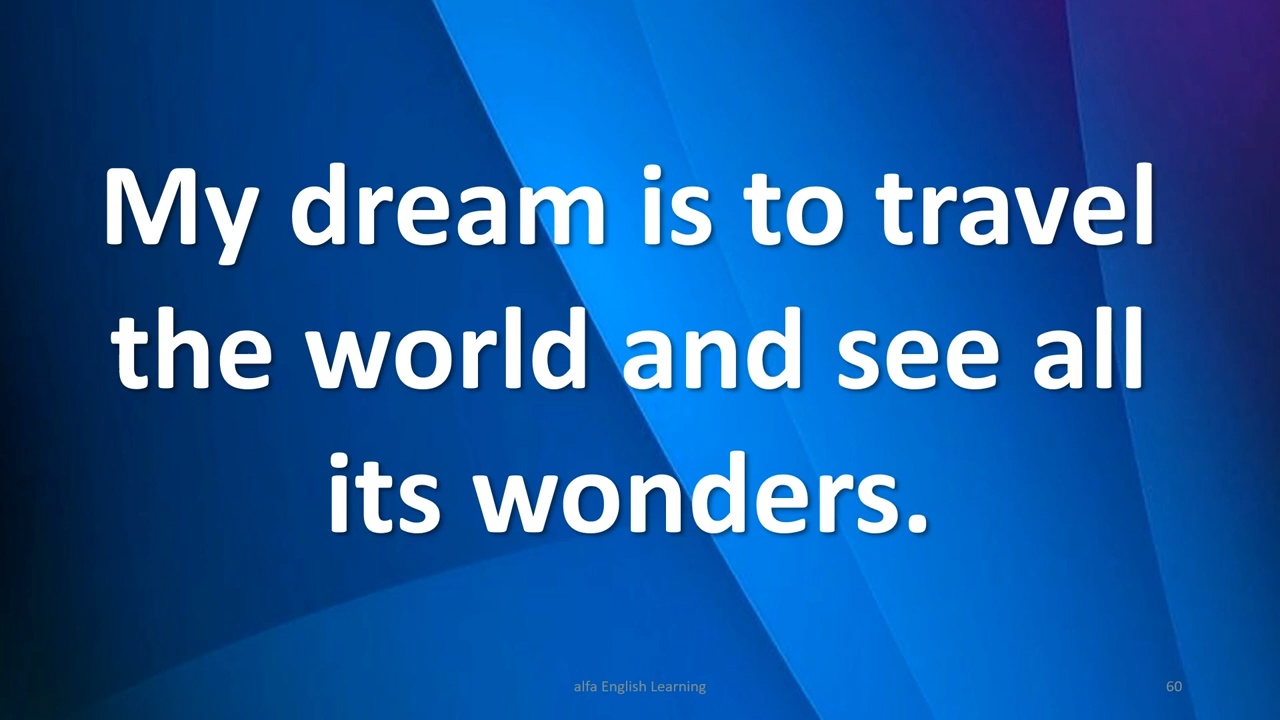 My dream is to travel
the world and see all
its wonders.
alfa English Learning
60